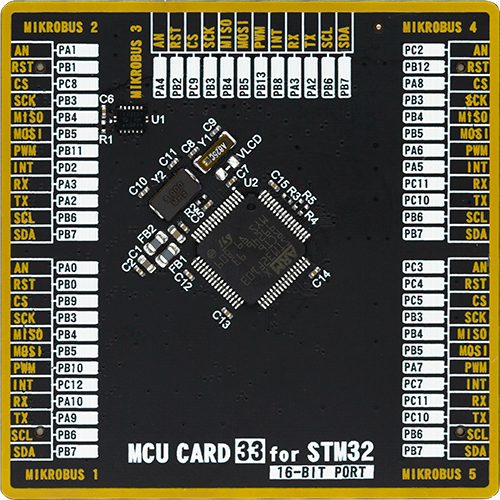 MIKROBUS 2
AN PA1
RST PB1
CS PC8
SCK PB3
MISO PB4
MOSI PB5
PWM PB11
INT PD2
RX PA3
TX PA2
SCL PB6
SDA PB7
MIKROBUS 3
AN PA4
RST PB2
CS PC9
SCK PB3
MISO PB4
MOSI PB5
PWM PB13
INT PB8
RX PA3
TX PA2
SCL PB6
SDA PB7
MIKROBUS 4
PC2 AN
PB12 RST
PA8 CS
PB3 SCK
PB4 MISO
PB5 MOSI
PA6 PWM
PA5 INT
PC11 RX
PC10 TX
PB6 SCL
PB7 SDA
C6
U1
R1
C9
C8
Y1
C11
VLCD
Y2
C10
C7
U2
C15
R3
R5
R4
R2
C5
FB2
C2
C1
FB1
C12
C14
C13
AN PA0
RST PB0
CS PB9
SCK PB3
MISO PB4
MOSI PB5
PWM PB10
INT PC12
RX PA10
TX PA9
SCL PB6
SDA PB7
MIKROBUS 1
PC3 AN
PC4 RST
PC5 CS
PB3 SCK
PB4 MISO
PB5 MOSI
PA7 PWM
PC7 INT
PC11 RX
PC10 TX
PB6 SCL
PB7 SDA
MIKROBUS 5
MCU CARD 33 for STM32
16-BIT PORT